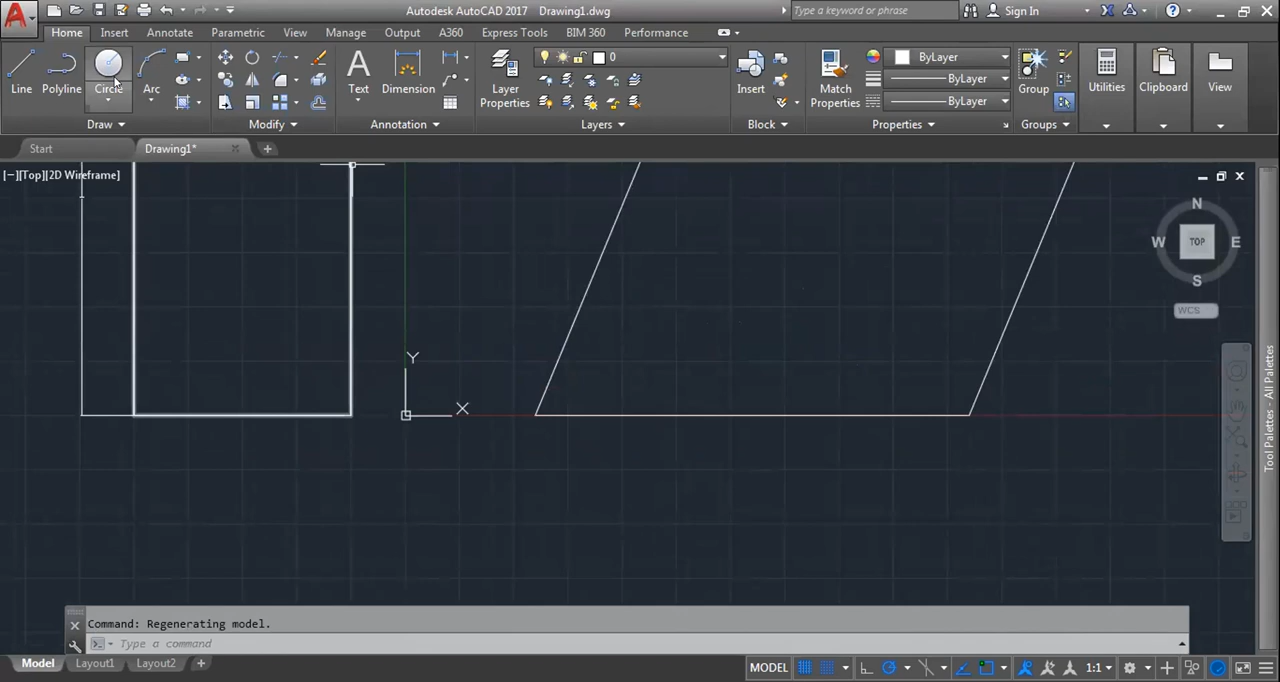 Autodesk AutoCAD 2017 Drawing1.dwg
Type a keyword or phrase
Sign In
Home
Insert
Annotate
Parametric
View
Manage
Output
A360
Express Tools
BIM 360
Performance
Line
Polyline
Circle
Arc
Text
Dimension
Layer
Properties
0
Insert
Match
Properties
ByLayer
ByLayer
ByLayer
Group
Utilities
Clipboard
View
Draw
Modify
Annotation
Layers
Block
Properties
Groups
Start
Drawing1*
[−][Top][2D Wireframe]
N
W
TOP
E
S
WCS
Y
X
Tool Palettes - All Palettes
Command: Regenerating model.
Type a command
Model
Layout1
Layout2
MODEL
1:1